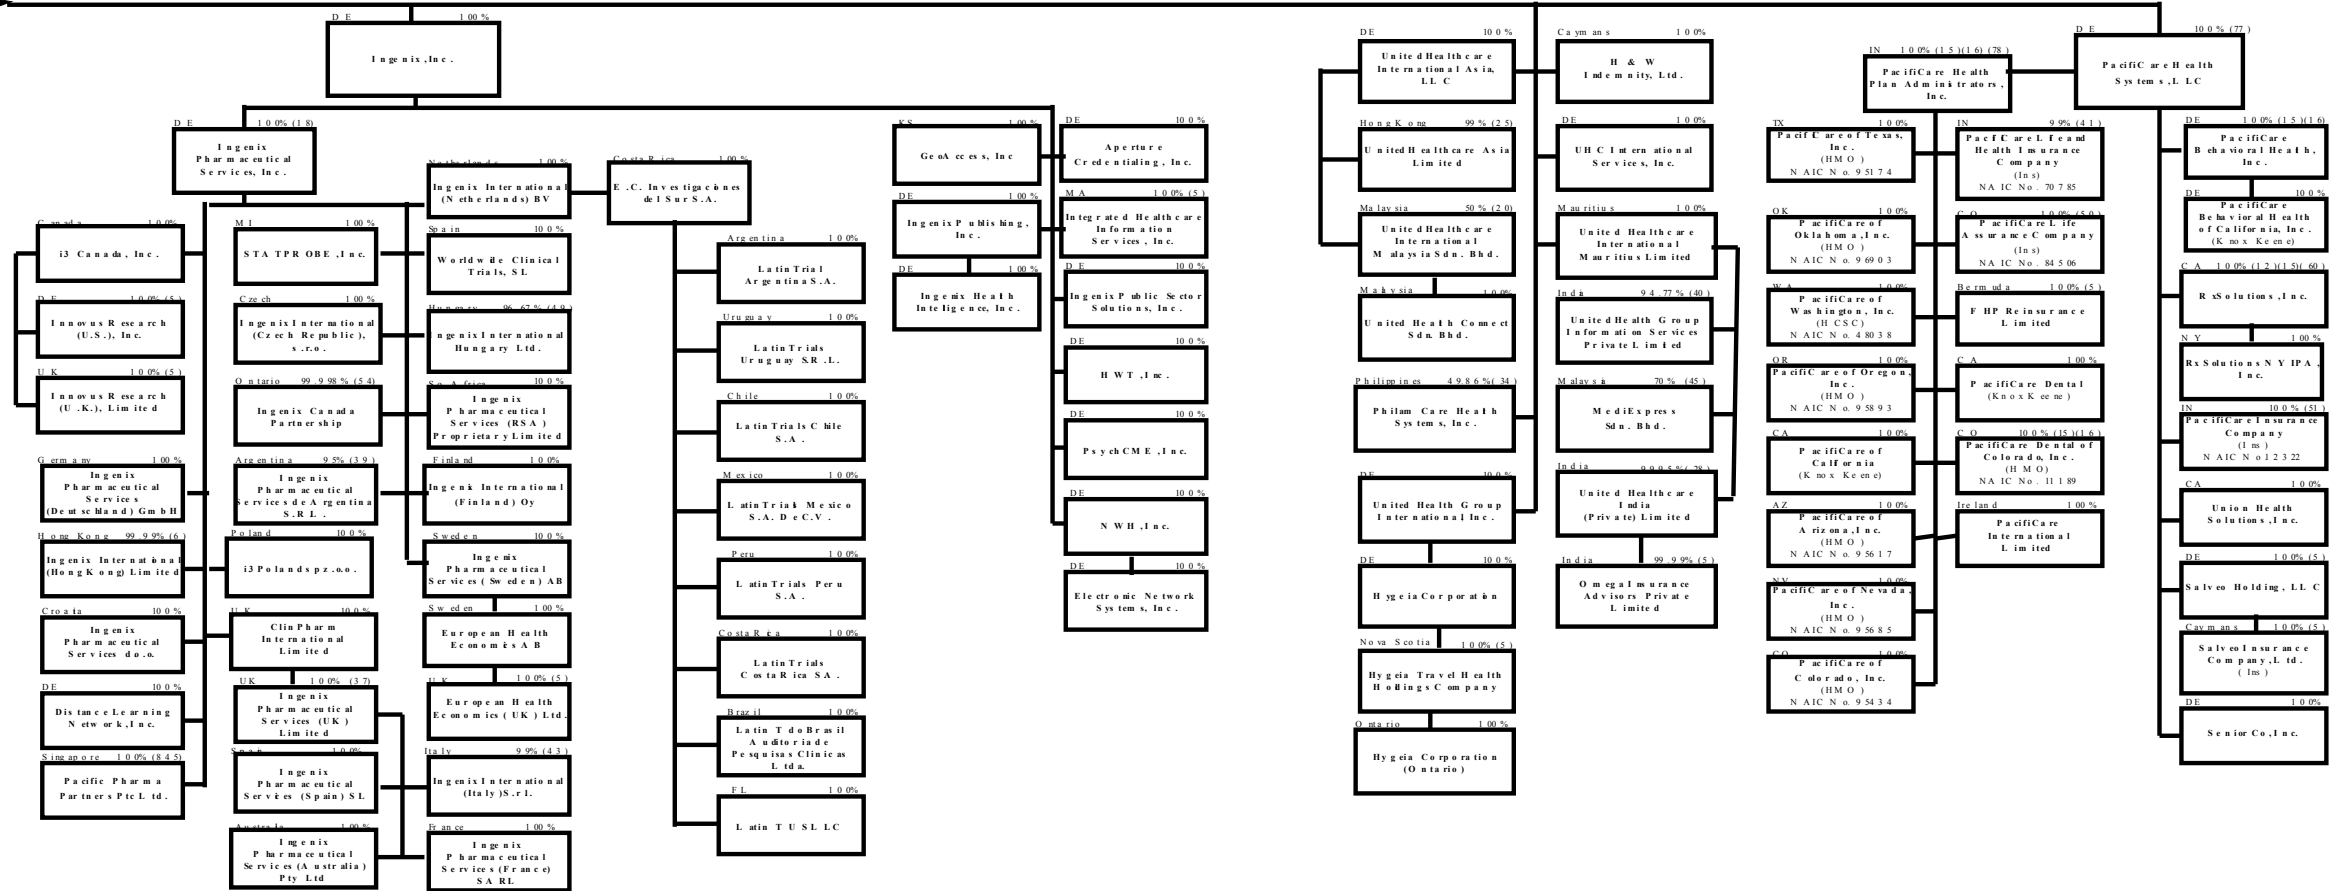 DE 100%
Ingenix, Inc.
DE 100% (18)
Ingenix
Pharmaceutical
Services, Inc.
Canada 100%
i3 Canada, Inc.
DE 100% (5)
Innovus Research
(U.S.), Inc.
UK 100% (5)
Innovus Research
(U.K.), Limited
Germany 100%
Ingenix
Pharmaceutical
Services
(Deutschland) GmbH
Hong Kong 99.99% (6)
Ingenix International
(Hong Kong) Limited
Croatia 100%
Ingenix
Pharmaceutical
Services d.o.o.
DE 100%
Distance Learning
Network, Inc.
Singapore 100% (845)
Pacific Pharma
Partners Ptc Ltd.
MI 100%
STATPROBE, Inc.
Czech 100%
Ingenix International
(Czech Republic),
s.r.o.
Ontario 99.998% (54)
Ingenix Canada
Partnership
Argentina 95% (39)
Ingenix
Pharmaceutical
Services de Argentina
S.R.L.
Poland 100%
i3 Poland sp z.o.o.
UK 100%
ClinPharm
International
Limited
UK 100% (37)
Ingenix
Pharmaceutical
Services (UK)
Limited
Spain 100%
Ingenix
Pharmaceutical
Services (Spain) SL
Australia 100%
Ingenix
Pharmaceutical
Services (Australia)
Pty Ltd
Netherlands 100%
Ingenix International
(Netherlands) BV
Spain 100%
Worldwide Clinical
Trials, SL
Hungary 96.67% (49)
Ingenix International
Hungary Ltd.
So. Africa 100%
Ingenix
Pharmaceutical
Services (RSA)
Proprietary Limited
Finland 100%
Ingenix International
(Finland) Oy
Sweden 100%
Ingenix
Pharmaceutical
Services (Sweden) AB
Sweden 100%
European Health
Economics AB
UK 100% (5)
European Health
Economics (UK) Ltd.
Italy 99% (43)
Ingenix International
(Italy) S.r.l.
France 100%
Ingenix
Pharmaceutical
Services (France)
SARL
Costa Rica 100%
E.C. Investigaciones
del Sur S.A.
Argentina 100%
Latin Trial
Argentina S.A.
Uruguay 100%
Latin Trials
Uruguay S.R.L.
Chile 100%
Latin Trials Chile
S.A.
Mexico 100%
Latin Trials Mexico
S.A. De C.V.
Peru 100%
Latin Trials Peru
S.A.
Costa Rica 100%
Latin Trials
Costa Rica SA.
Brazil 100%
Latin T do Brasil
Auditoria de
Pesquisas Clinicas
Ltda.
FL 100%
Latin T US LLC
KS 100%
GeoAccess, Inc
DE 100%
Ingenix Publishing,
Inc.
DE 100%
Ingenix Health
Intelligence, Inc.
DE 100%
Aperture
Credentialing, Inc.
MA 100% (5)
Integrated Healthcare
Information
Services, Inc.
DE 100%
Ingenix Public Sector
Solutions, Inc.
DE 100%
HWT, Inc.
DE 100%
PsychCME, Inc.
DE 100%
NWH, Inc.
DE 100%
Electronic Network
Systems, Inc.
DE 100%
United Healthcare
International Asia,
LLC
Hong Kong 99% (25)
United Healthcare Asia
Limited
Malaysia 50% (20)
United Healthcare
International
Malaysia Sdn. Bhd.
Malaysia 100%
United Health Connect
Sdn. Bhd.
Philippines 49.86% (34)
Philam Care Health
Systems, Inc.
DE 100%
United Health Group
International, Inc.
DE 100%
Hygeia Corporation
Nova Scotia 100% (5)
Hygeia Travel Health
Holdings Company
Ontario 100%
Hygeia Corporation
(Ontario)
Caymans 100%
H & W
Indemnity, Ltd.
DE 100%
UHC International
Services, Inc.
Mauritius 100%
United Healthcare
International
Mauritius Limited
India 94.77% (40)
United Health Group
Information Services
Private Limited
Malaysia 70% (45)
MediExpress
Sdn. Bhd.
India
United Healthcare
India
(Private) Limited
India 99.99% (5)
Omega Insurance
Advisors Private
Limited
DE 100% (77)
PacifiCare Health
Systems, LLC
IN 100% (15)(16) (78)
PacifiCare Health
Plan Administrators,
Inc.
TX 100%
PacifiCare of Texas,
Inc.
(HMO)
NAIC No. 95174
OK 100%
PacifiCare of
Oklahoma, Inc.
(HMO)
NAIC No. 96903
WA 100%
PacifiCare of
Washington, Inc.
(HCSC)
NAIC No. 48038
OR 100%
PacifiCare of Oregon,
Inc.
(HMO)
NAIC No. 95893
CA 100%
PacifiCare of
California
(Knox Keene)
AZ 100%
PacifiCare of
Arizona, Inc.
(HMO)
NAIC No. 95617
NV 100%
PacifiCare of Nevada,
Inc.
(HMO)
NAIC No. 95685
CO 100%
PacifiCare of
Colorado, Inc.
(HMO)
NAIC No. 95434
IN 99% (41)
PacifiCare Life and
Health Insurance
Company
(Ins)
NAIC No. 70785
CO 100% (50)
PacifiCare Life
Assurance Company
(Ins)
NAIC No. 84506
Bermuda 100% (5)
FHP Reinsurance
Limited
CA 100%
PacifiCare Dental
(Knox Keene)
CO 100% (15)(16)
PacifiCare Dental of
Colorado, Inc.
(HMO)
NAIC No. 11189
Ireland 100%
PacifiCare
International
Limited
DE 100% (15)(16)
PacifiCare
Behavioral Health,
Inc.
DE 100%
PacifiCare
Behavioral Health
of California, Inc.
(Knox Keene)
CA 100% (12)(15)(60)
RxSolutions, Inc.
NY 100%
RxSolutions NY IPA,
Inc.
IN 100% (51)
PacifiCare Insurance
Company
(Ins)
NAIC No 12322
CA 100%
Union Health
Solutions, Inc.
DE 100% (5)
Salveo Holding, LLC
Caymans 100% (5)
Salveo Insurance
Company, Ltd.
(Ins)
DE 100%
SeniorCo, Inc.